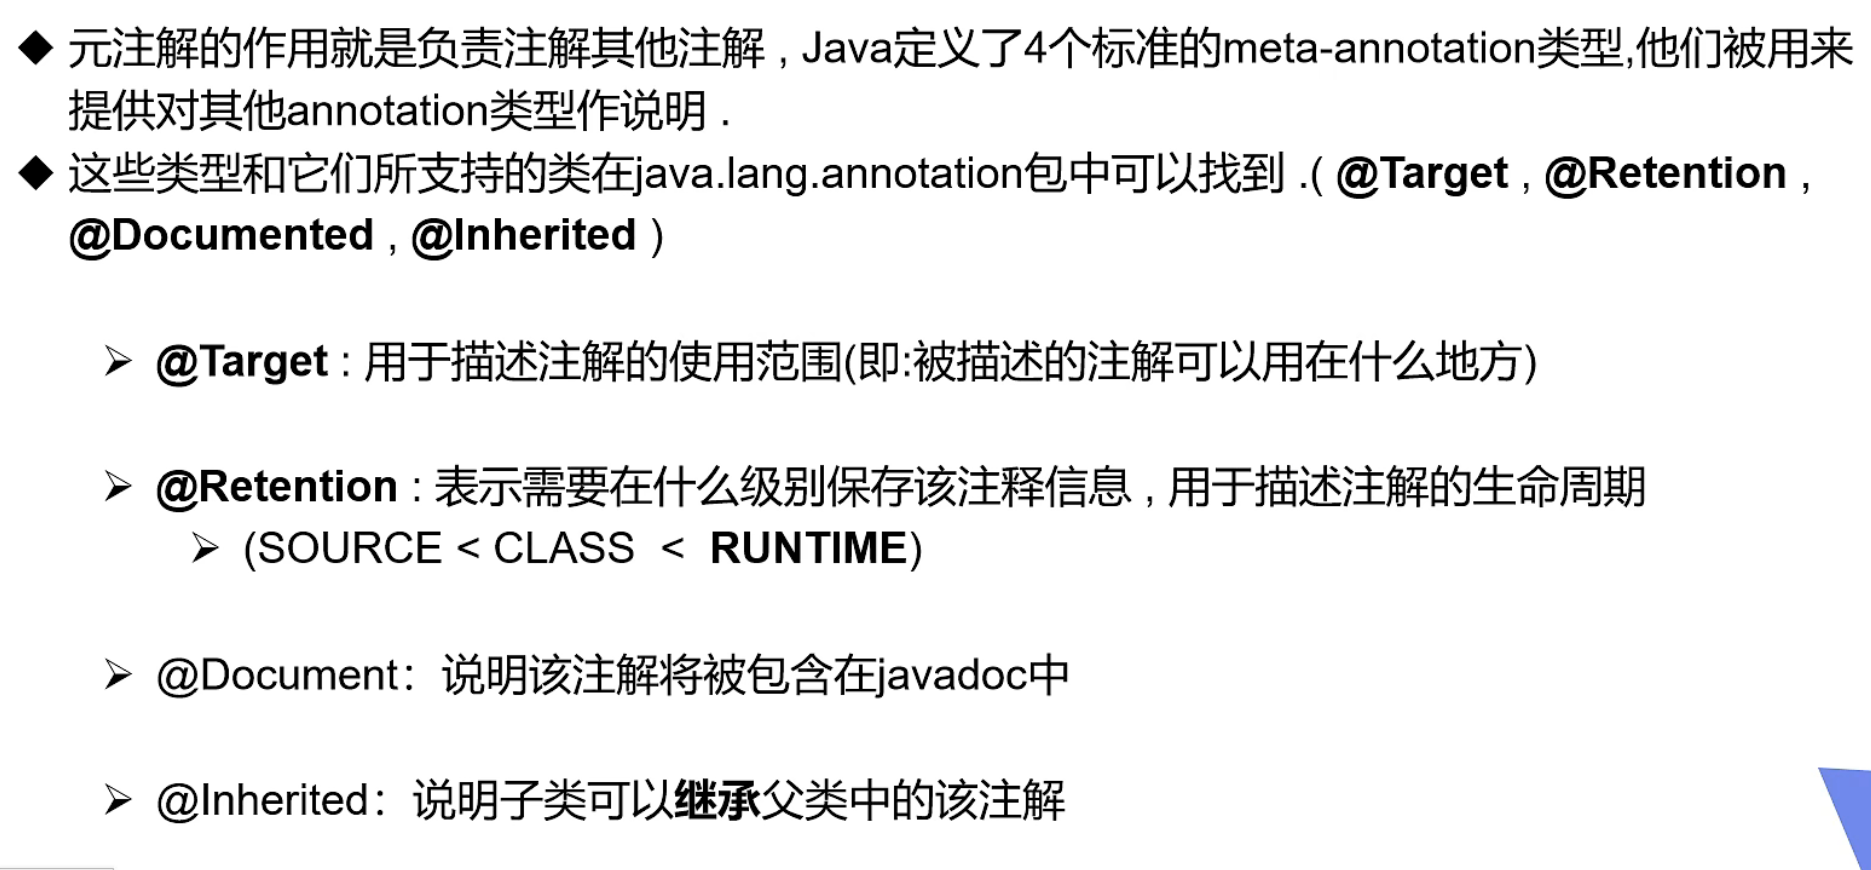 ◆ 元注解的作用就是负责注解其他注解 , Java定义了4个标准的meta-annotation类型,他们被用来
提供对其他annotation类型作说明 .
◆ 这些类型和它们所支持的类在java.lang.annotation包中可以找到 .( @Target , @Retention ,
@Documented , @Inherited )
➢ @Target : 用于描述注解的使用范围(即:被描述的注解可以用在什么地方)
➢ @Retention : 表示需要在什么级别保存该注释信息 , 用于描述注解的生命周期
➢ (SOURCE < CLASS < RUNTIME)
➢ @Document：说明该注解将被包含在javadoc中
➢ @Inherited：说明子类可以继承父类中的该注解